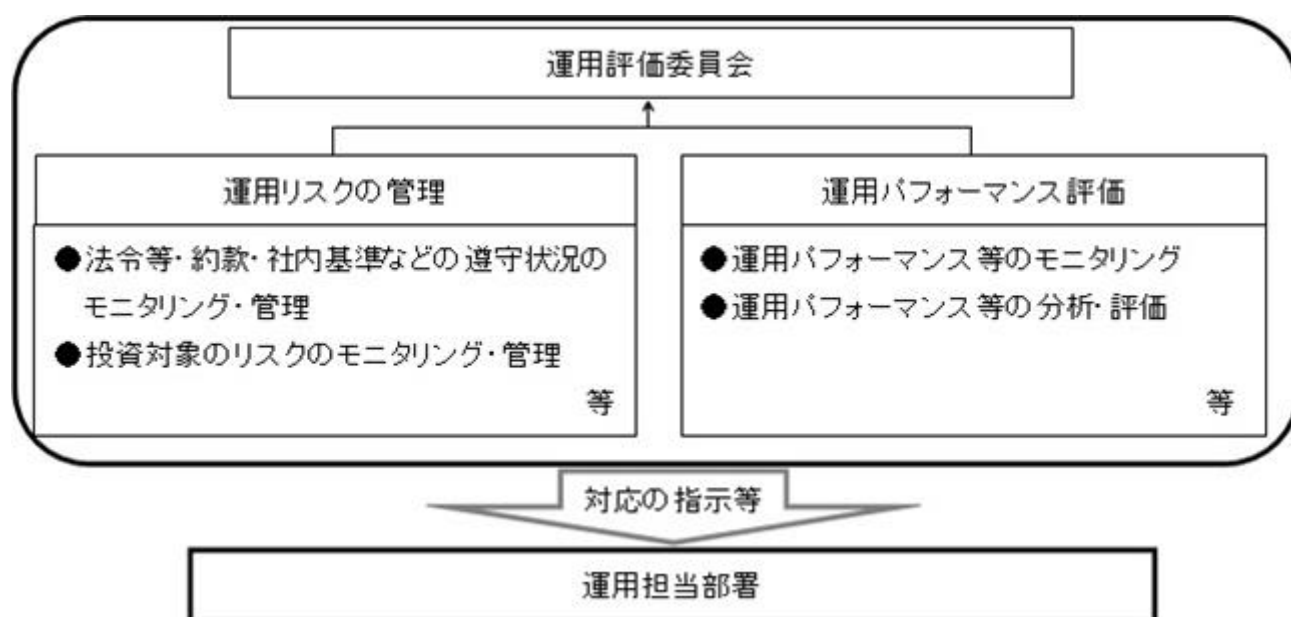 運用評価委員会
運用リスクの管理
●法令等・約款・社内基準などの遵守状況の
モニタリング・管理
●投資対象のリスクのモニタリング・管理
等
運用パフォーマンス評価
●運用パフォーマンス等のモニタリング
●運用パフォーマンス等の分析・評価
等
対応の指示等
運用担当部署